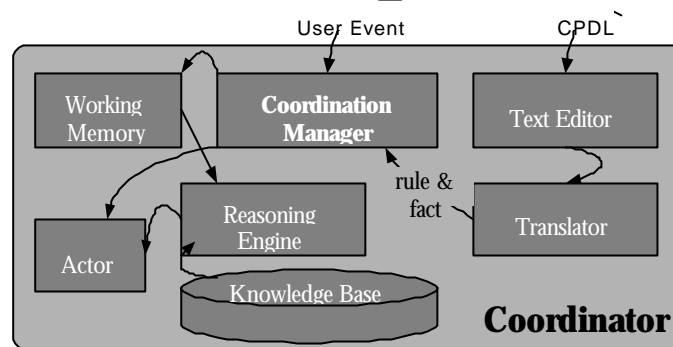 User Event
CPDL
Working
Memory
Coordination
Manager
Text Editor
rule &
fact
Reasoning
Engine
Translator
Actor
Knowledge Base
Coordinator